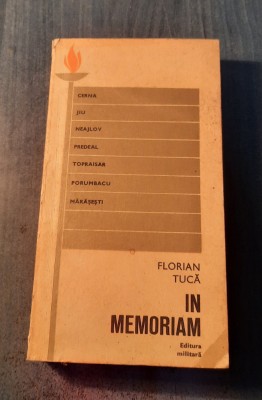 CERNA
JIU
NEAJLOV
PREDEAL
TOPRAISAR
PORUMBACU
MĂRĂȘEȘTI
FLORIAN
TUCĂ
IN
MEMORIAM
Editura
militară